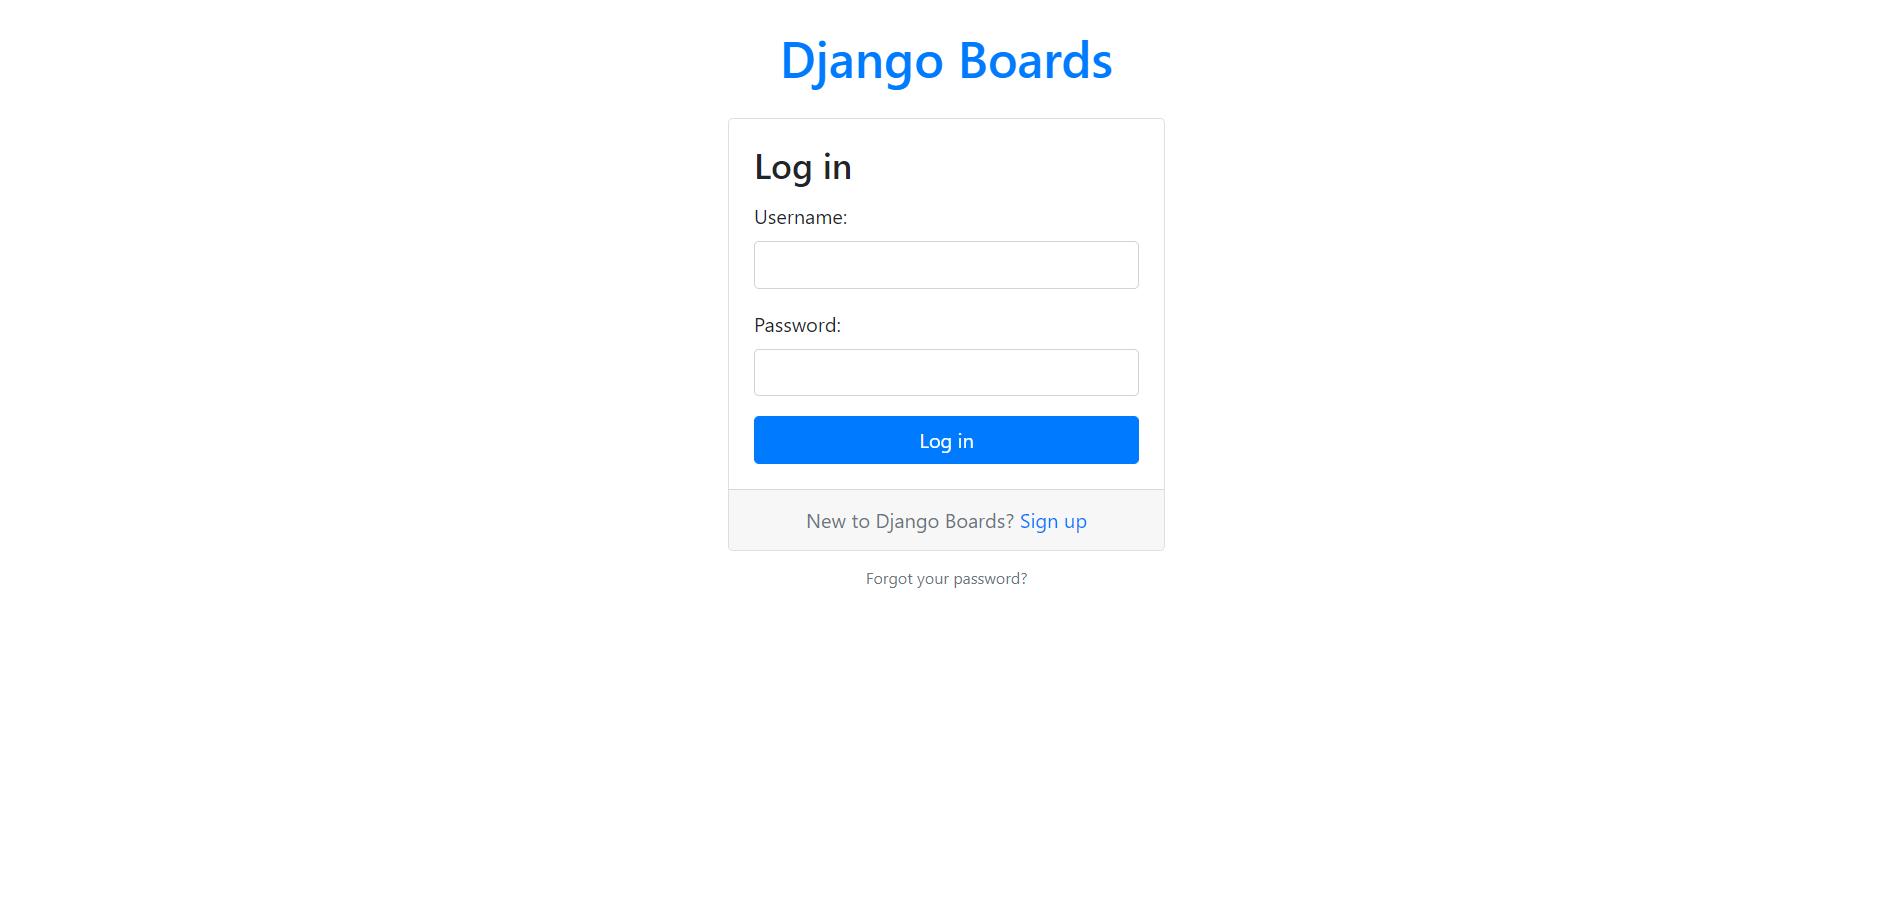 Django Boards
Log in
Username:
Password:
Log in
New to Django Boards? Sign up
Forgot your password?